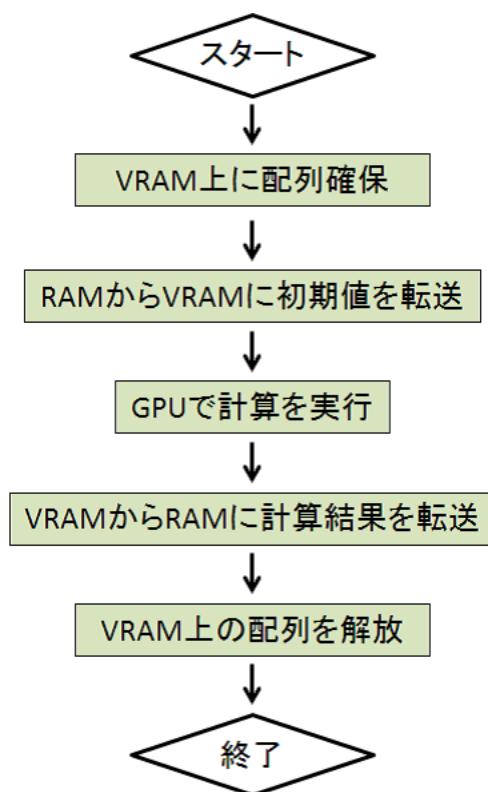 スタート
VRAM上に配列確保
RAMからVRAMに初期値を転送
GPUで計算を実行
VRAMからRAMに計算結果を転送
VRAM上の配列を解放
終了